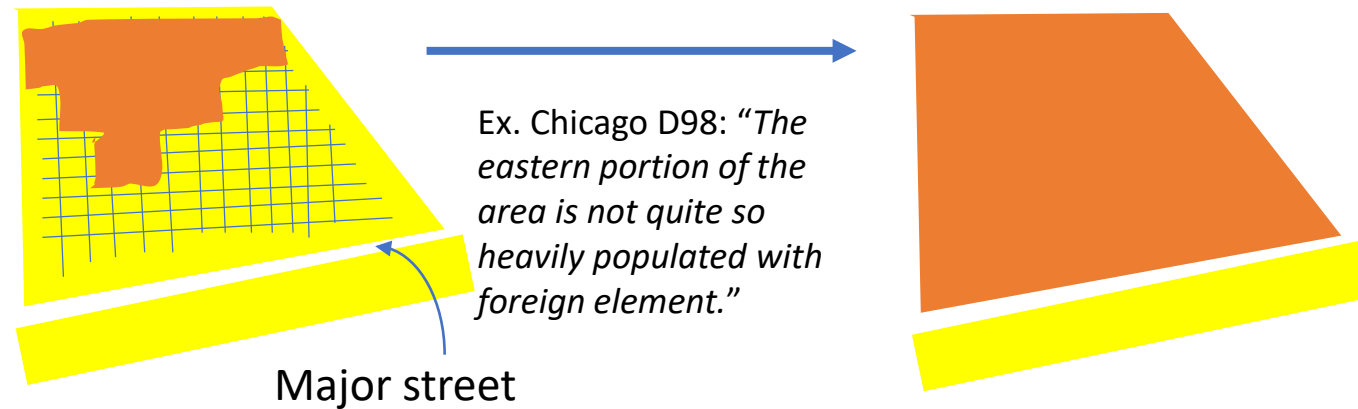 Ex. Chicago D98: “The
eastern portion of the
area is not quite so
heavily populated with
foreign element.”
Major street